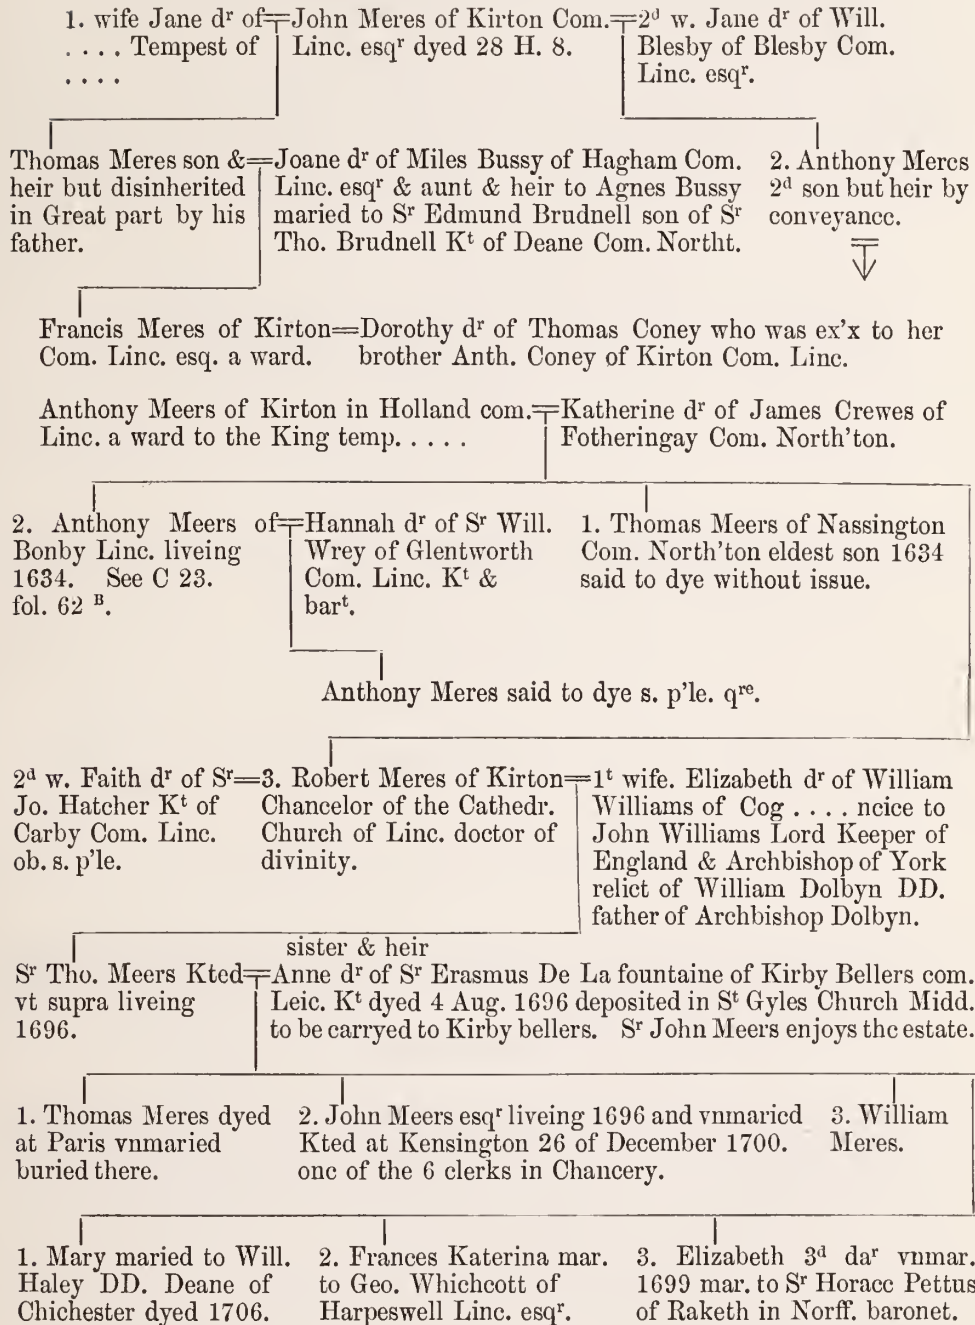 1. wife Jane dʳ of
. . . . Tempest of
. . . .
John Meres of Kirton Com.
Linc. esqʳ dyed 28 H. 8.
2ᵈ w. Jane dʳ of Will.
Blesby of Blesby Com.
Linc. esqʳ.
Thomas Meres son &
heir but disinherited
in Great part by his
father.
Joane dʳ of Miles Bussy of Hagham Com.
Linc. esqʳ & aunt & heir to Agnes Bussy
maried to Sʳ Edmund Brudnell son of Sʳ
Tho. Brudnell Kᵗ of Deane Com. Northt.
2. Anthony Meres
2ᵈ son but heir by
conveyance.
Francis Meres of Kirton
Com. Linc. esq. a ward.
Dorothy dʳ of Thomas Coney who was ex'x to her
brother Anth. Coney of Kirton Com. Linc.
Anthony Meers of Kirton in Holland com.
Linc. a ward to the King temp. . . . .
Katherine dʳ of James Crewes of
Fotheringay Com. North'ton.
2. Anthony Meers of
Bonby Linc. liveing
1634. See C 23.
fol. 62 ᴮ.
Hannah dʳ of Sʳ Will.
Wrey of Glentworth
Com. Linc. Kᵗ &
barᵗ.
1. Thomas Meers of Nassington
Com. North'ton eldest son 1634
said to dye without issue.
Anthony Meres said to dye s. p'le. qʳᵉ.
2ᵈ w. Faith dʳ of Sʳ
Jo. Hatcher Kᵗ of
Carby Com. Linc.
ob. s. p'le.
3. Robert Meres of Kirton
Chancelor of the Cathedr.
Church of Linc. doctor of
divinity.
1ᵗ wife. Elizabeth dʳ of William
Williams of Cog . . . . neice to
John Williams Lord Keeper of
England & Archbishop of York
relict of William Dolbyn DD.
father of Archbishop Dolbyn.
Sʳ Tho. Meers Kted
vt supra liveing
1696.
sister & heir
Anne dʳ of Sʳ Erasmus De La fountaine of Kirby Bellers com.
Leic. Kᵗ dyed 4 Aug. 1696 deposited in Sᵗ Gyles Church Midd.
to be carryed to Kirby bellers. Sʳ John Meers enjoys the estate.
1. Thomas Meres dyed
at Paris vnmaried
buried there.
2. John Meers esqʳ liveing 1696 and vnmaried
Kted at Kensington 26 of December 1700.
one of the 6 clerks in Chancery.
3. William
Meres.
1. Mary maried to Will.
Haley DD. Deane of
Chichester dyed 1706.
2. Frances Katerina mar.
to Geo. Whichcott of
Harpeswell Linc. esqʳ.
3. Elizabeth 3ᵈ daʳ vnmar.
1699 mar. to Sʳ Horace Pettus
of Raketh in Norff. baronet.